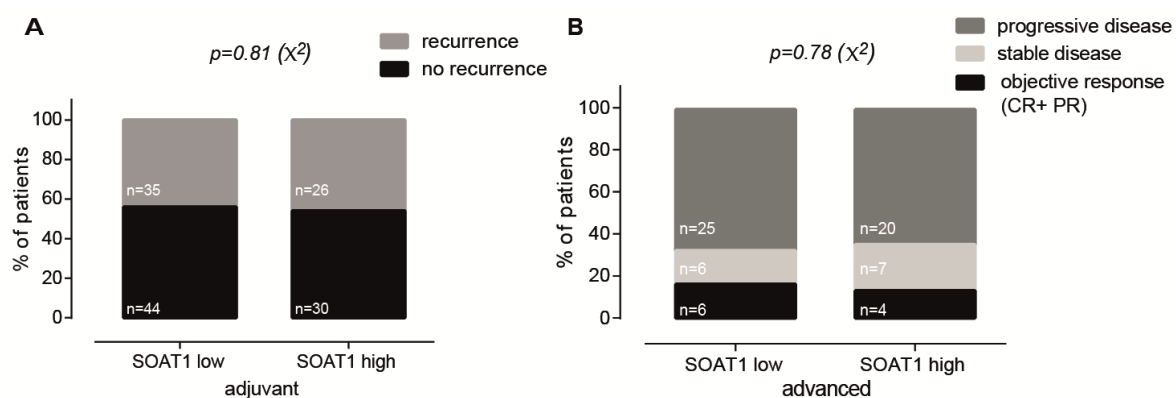 A
p=0.81 (X²)
recurrence
no recurrence
% of patients
100
80
60
40
20
0
n=35
n=44
n=26
n=30
SOAT1 low
SOAT1 high
adjuvant
B
p=0.78 (X²)
progressive disease
stable disease
objective response
(CR+ PR)
% of patients
100
80
60
40
20
0
n=25
n=6
n=6
n=20
n=7
n=4
SOAT1 low
SOAT1 high
advanced